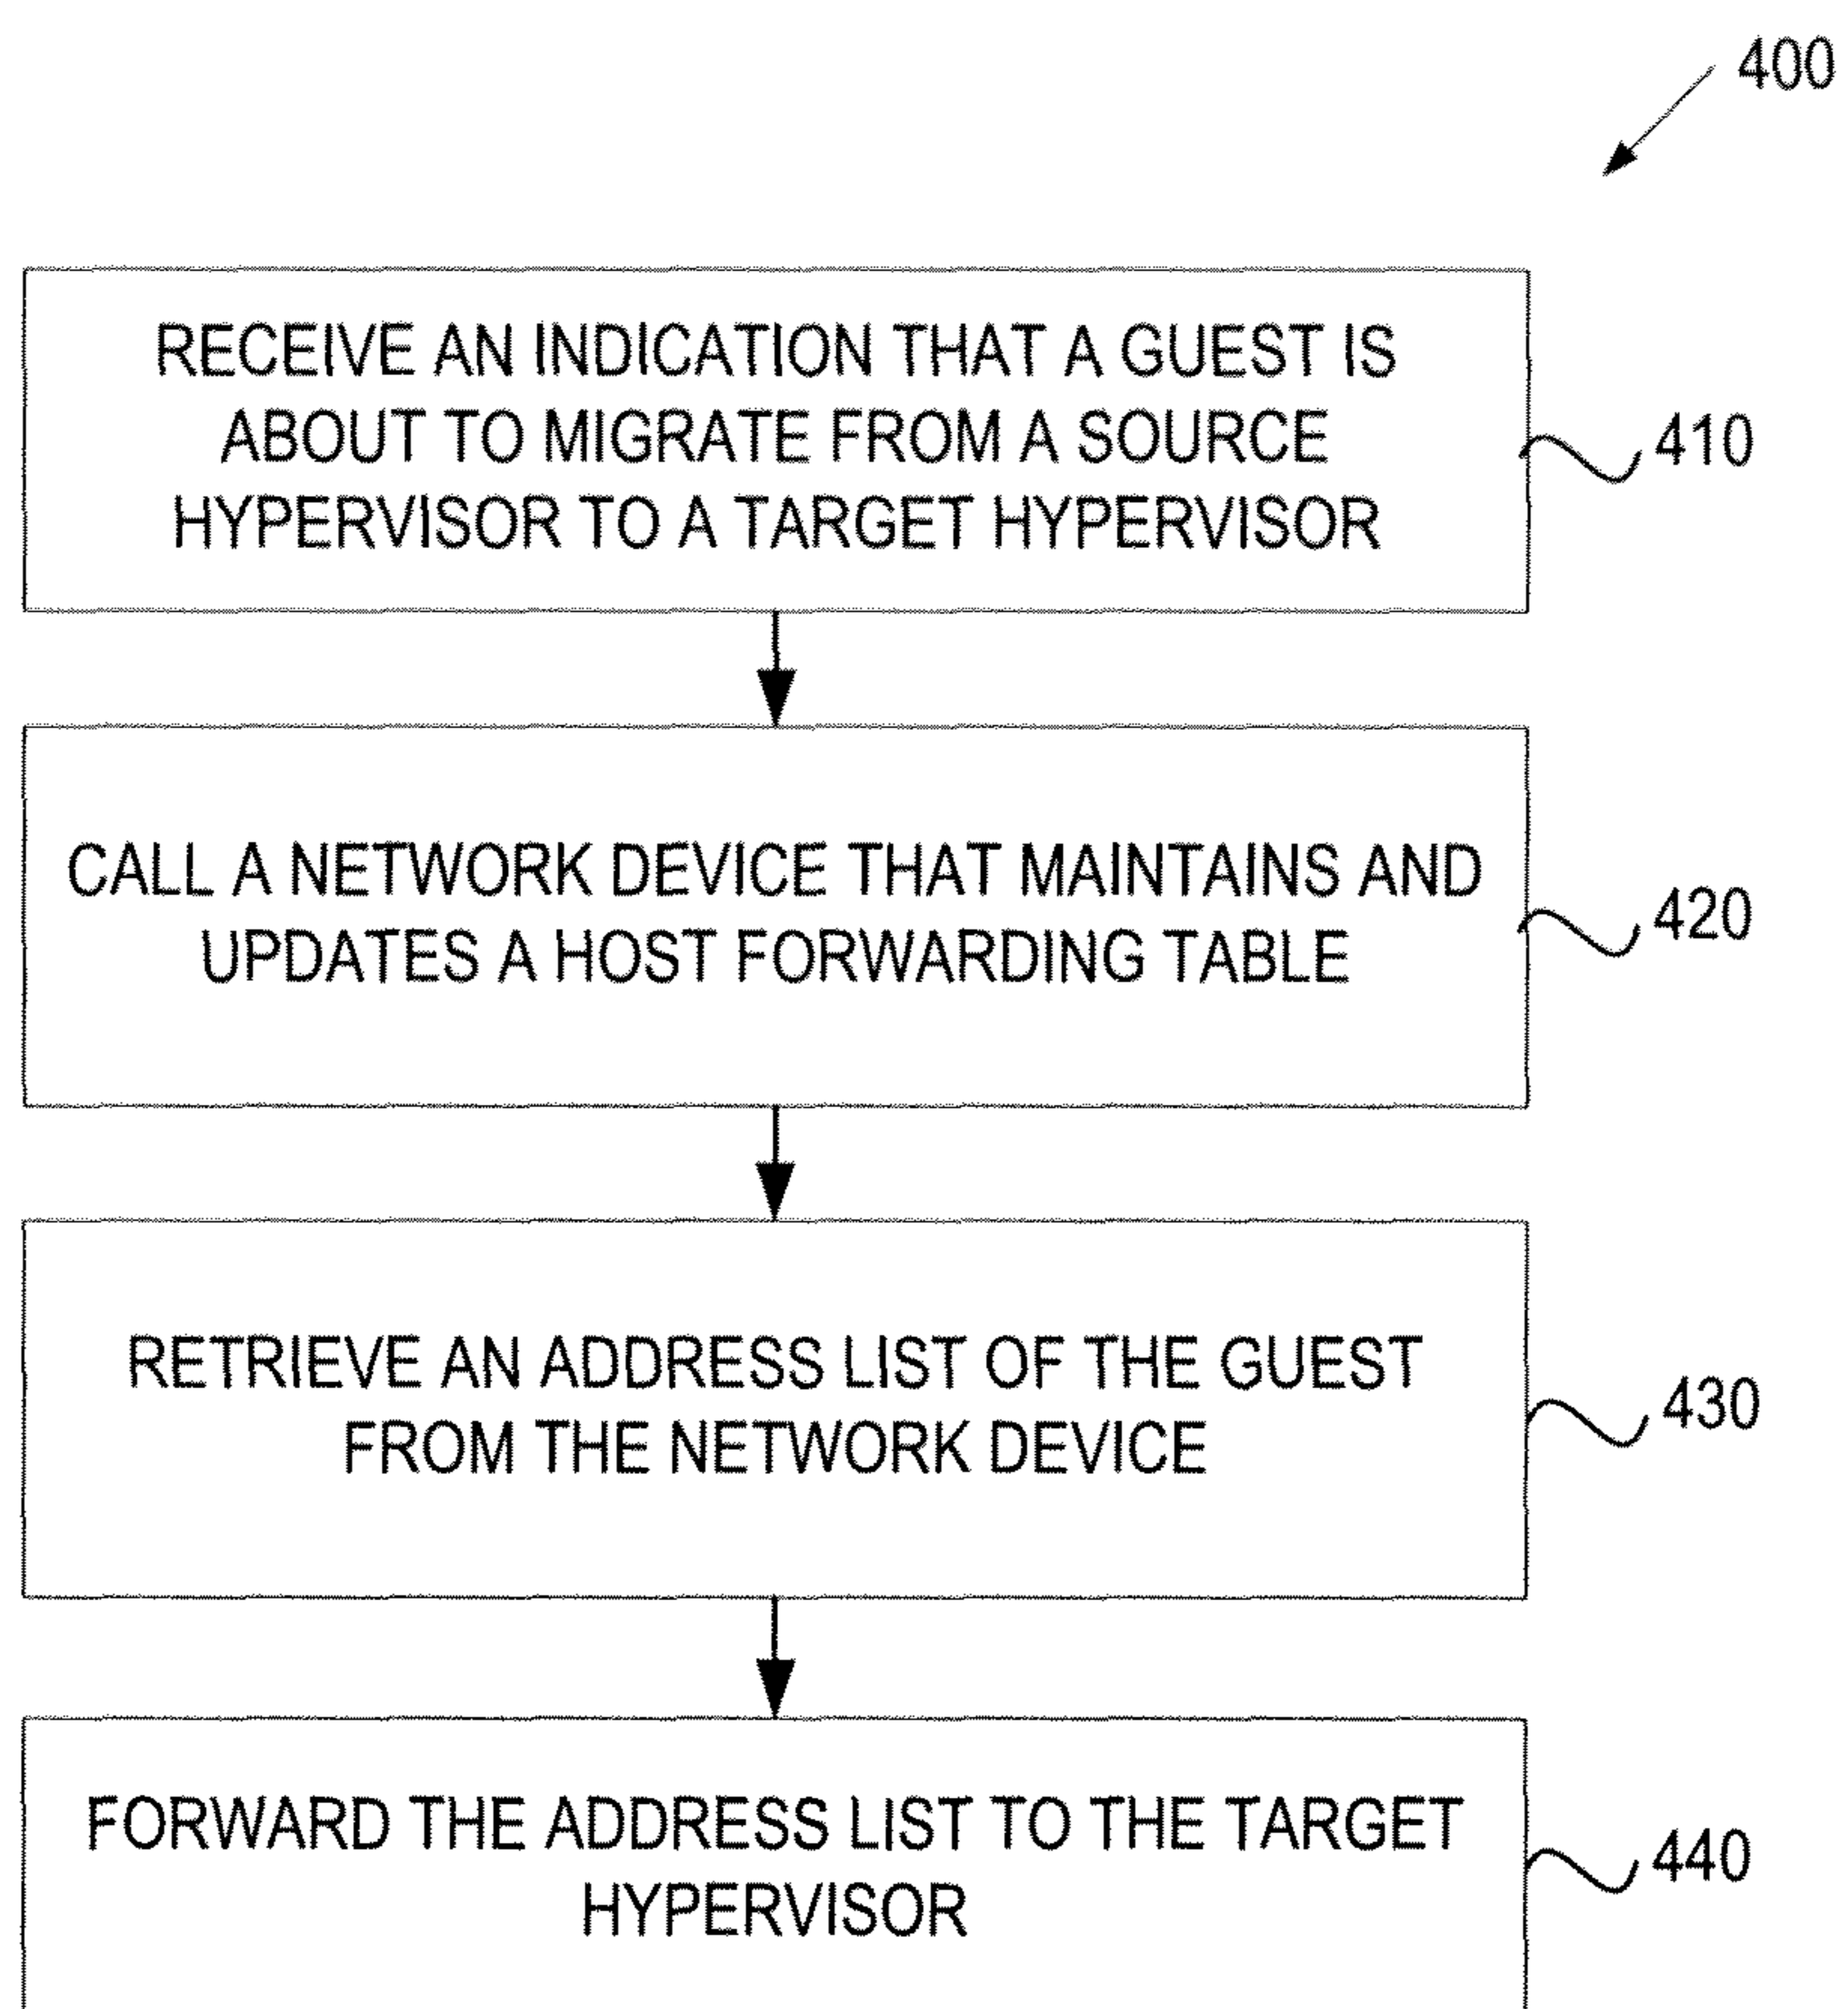 400
RECEIVE AN INDICATION THAT A GUEST IS
ABOUT TO MIGRATE FROM A SOURCE
HYPERVISOR TO A TARGET HYPERVISOR
410
CALL A NETWORK DEVICE THAT MAINTAINS AND
UPDATES A HOST FORWARDING TABLE
420
RETRIEVE AN ADDRESS LIST OF THE GUEST
FROM THE NETWORK DEVICE
430
FORWARD THE ADDRESS LIST TO THE TARGET
HYPERVISOR
440